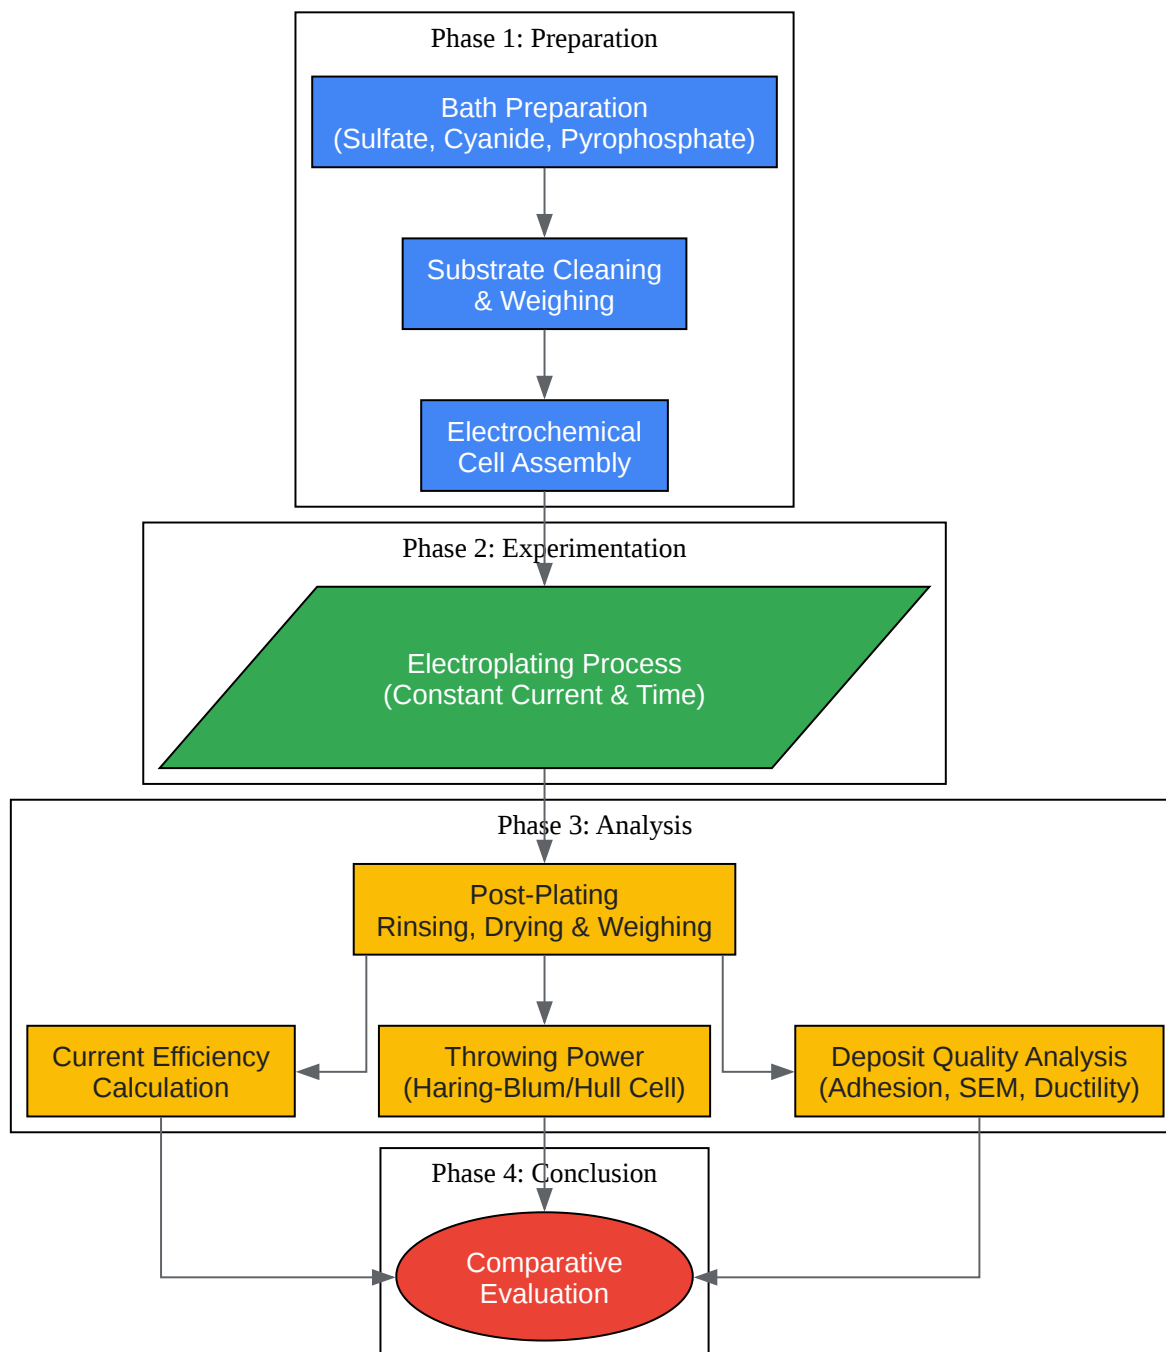 Phase 1: Preparation
Bath Preparation
(Sulfate, Cyanide, Pyrophosphate)
Substrate Cleaning
& Weighing
Electrochemical
Cell Assembly
Phase 2: Experimentation
Electroplating Process
(Constant Current & Time)
Phase 3: Analysis
Post-Plating
Rinsing, Drying & Weighing
Current Efficiency
Calculation
Throwing Power
(Haring-Blum/Hull Cell)
Deposit Quality Analysis
(Adhesion, SEM, Ductility)
Phase 4: Conclusion
Comparative
Evaluation